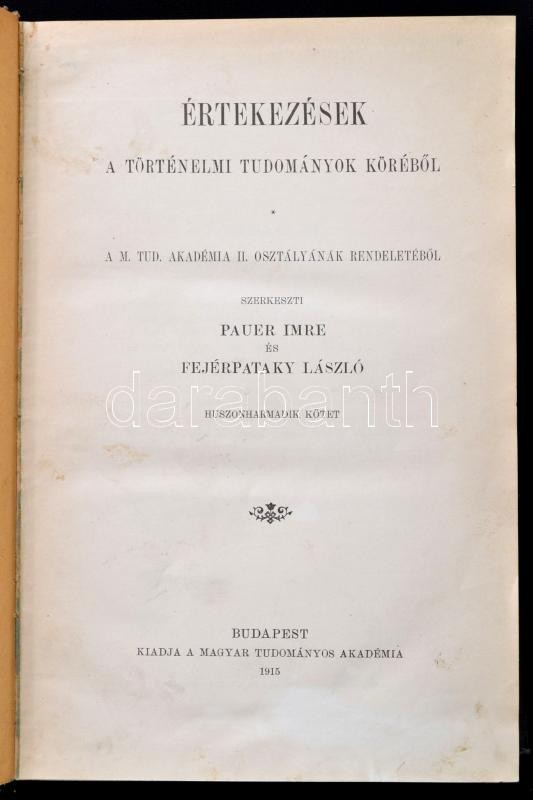 ÉRTEKEZÉSEK
A TÖRTÉNELMI TUDOMÁNYOK KÖRÉBŐL
*
A M. TUD. AKADÉMIA II. OSZTÁLYÁNAK RENDELETÉBŐL
SZERKESZTI
PAUER IMRE
ÉS
FEJÉRPATAKY LÁSZLÓ
darabanth
HUSZONHARMADIK KÖTET
BUDAPEST
KIADJA A MAGYAR TUDOMÁNYOS AKADÉMIA
1915